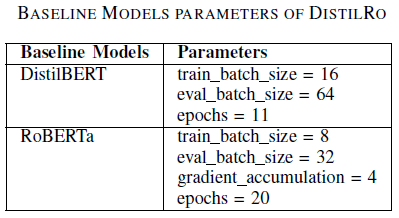 BASELINE MODELS PARAMETERS OF DISTILRO
Baseline Models Parameters
DistilBERT train_batch_size = 16
eval_batch_size = 64
epochs = 11
RoBERTa train_batch_size = 8
eval_batch_size = 32
gradient_accumulation = 4
epochs = 20